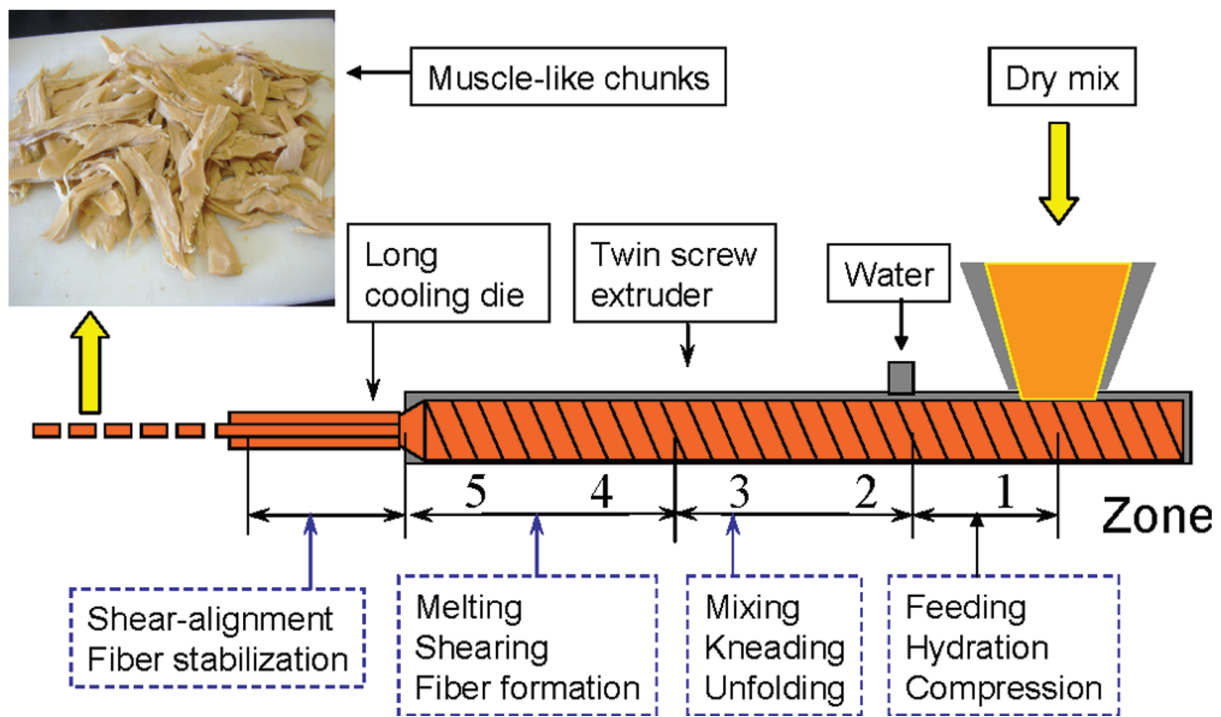 Muscle-like chunks
Dry mix
Long
cooling die
Twin screw
extruder
Water
5 4 3 2 1
Zone
Shear-alignment
Fiber stabilization
Melting
Shearing
Fiber formation
Mixing
Kneading
Unfolding
Feeding
Hydration
Compression